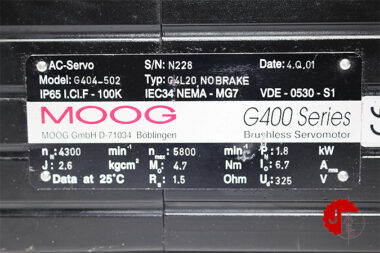 AC-Servo S/N: N228 Date: 4.Q.01
Model: G404-502 Typ: G4L20 NOBRAKE
IP65 I.Cl.F - 100K IEC34 NEMA - MG7 VDE - 0530 - S1
MOOG G400 Series
MOOG GmbH D-71034 Böblingen Brushless Servomotor
n N: 4300 min⁻¹ n max: 5800 min⁻¹ P N: 1.8 kW
J : 2.6 kgcm² M o: 4.7 Nm I N: 6.7 A rms
Data at 25°C R tt: 1.5 Ohm U d: 325 V